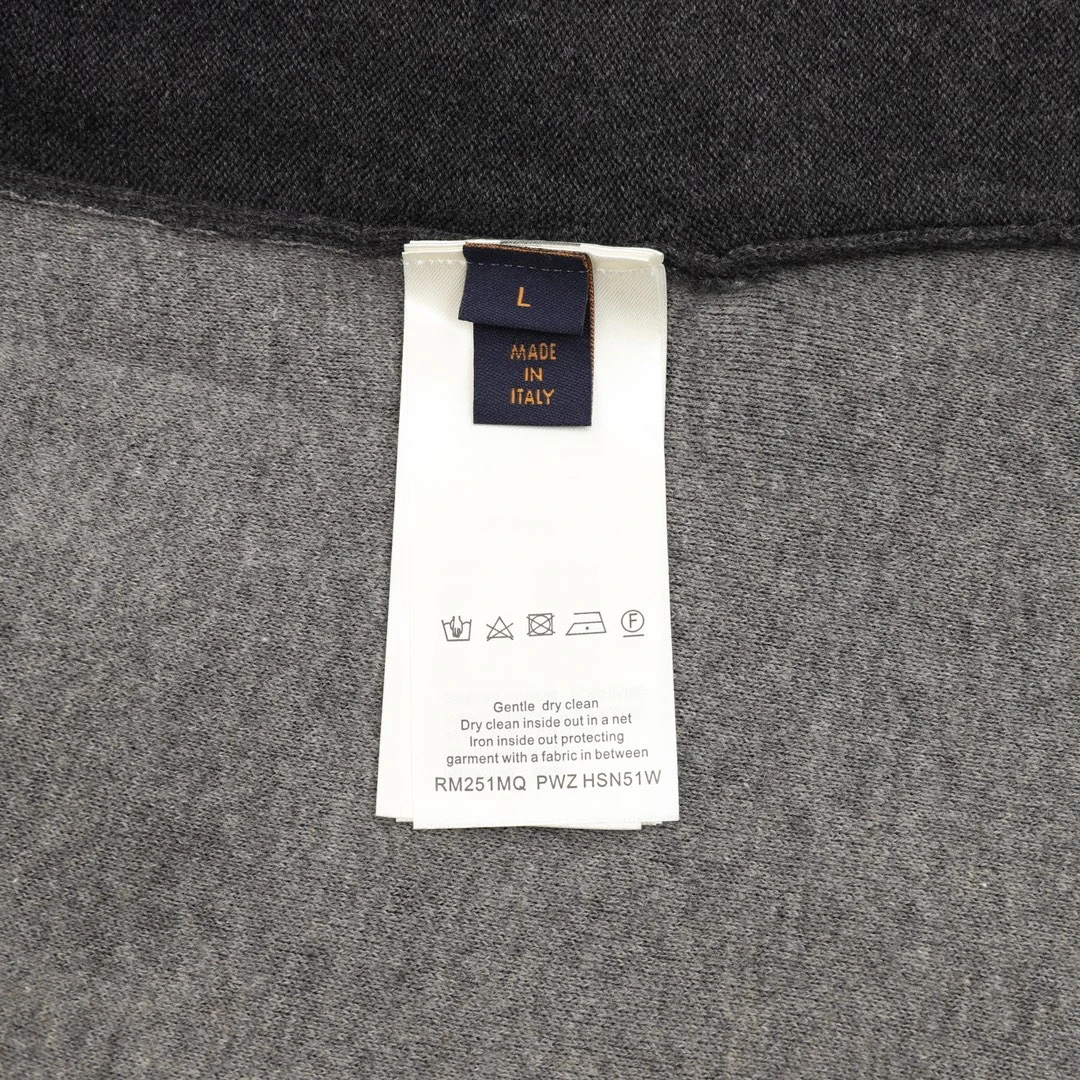 L
MADE
IN
ITALY
F
Gentle dry clean
Dry clean inside out in a net
Iron inside out protecting
garment with a fabric in between
RM251MQ PWZ HSN51W